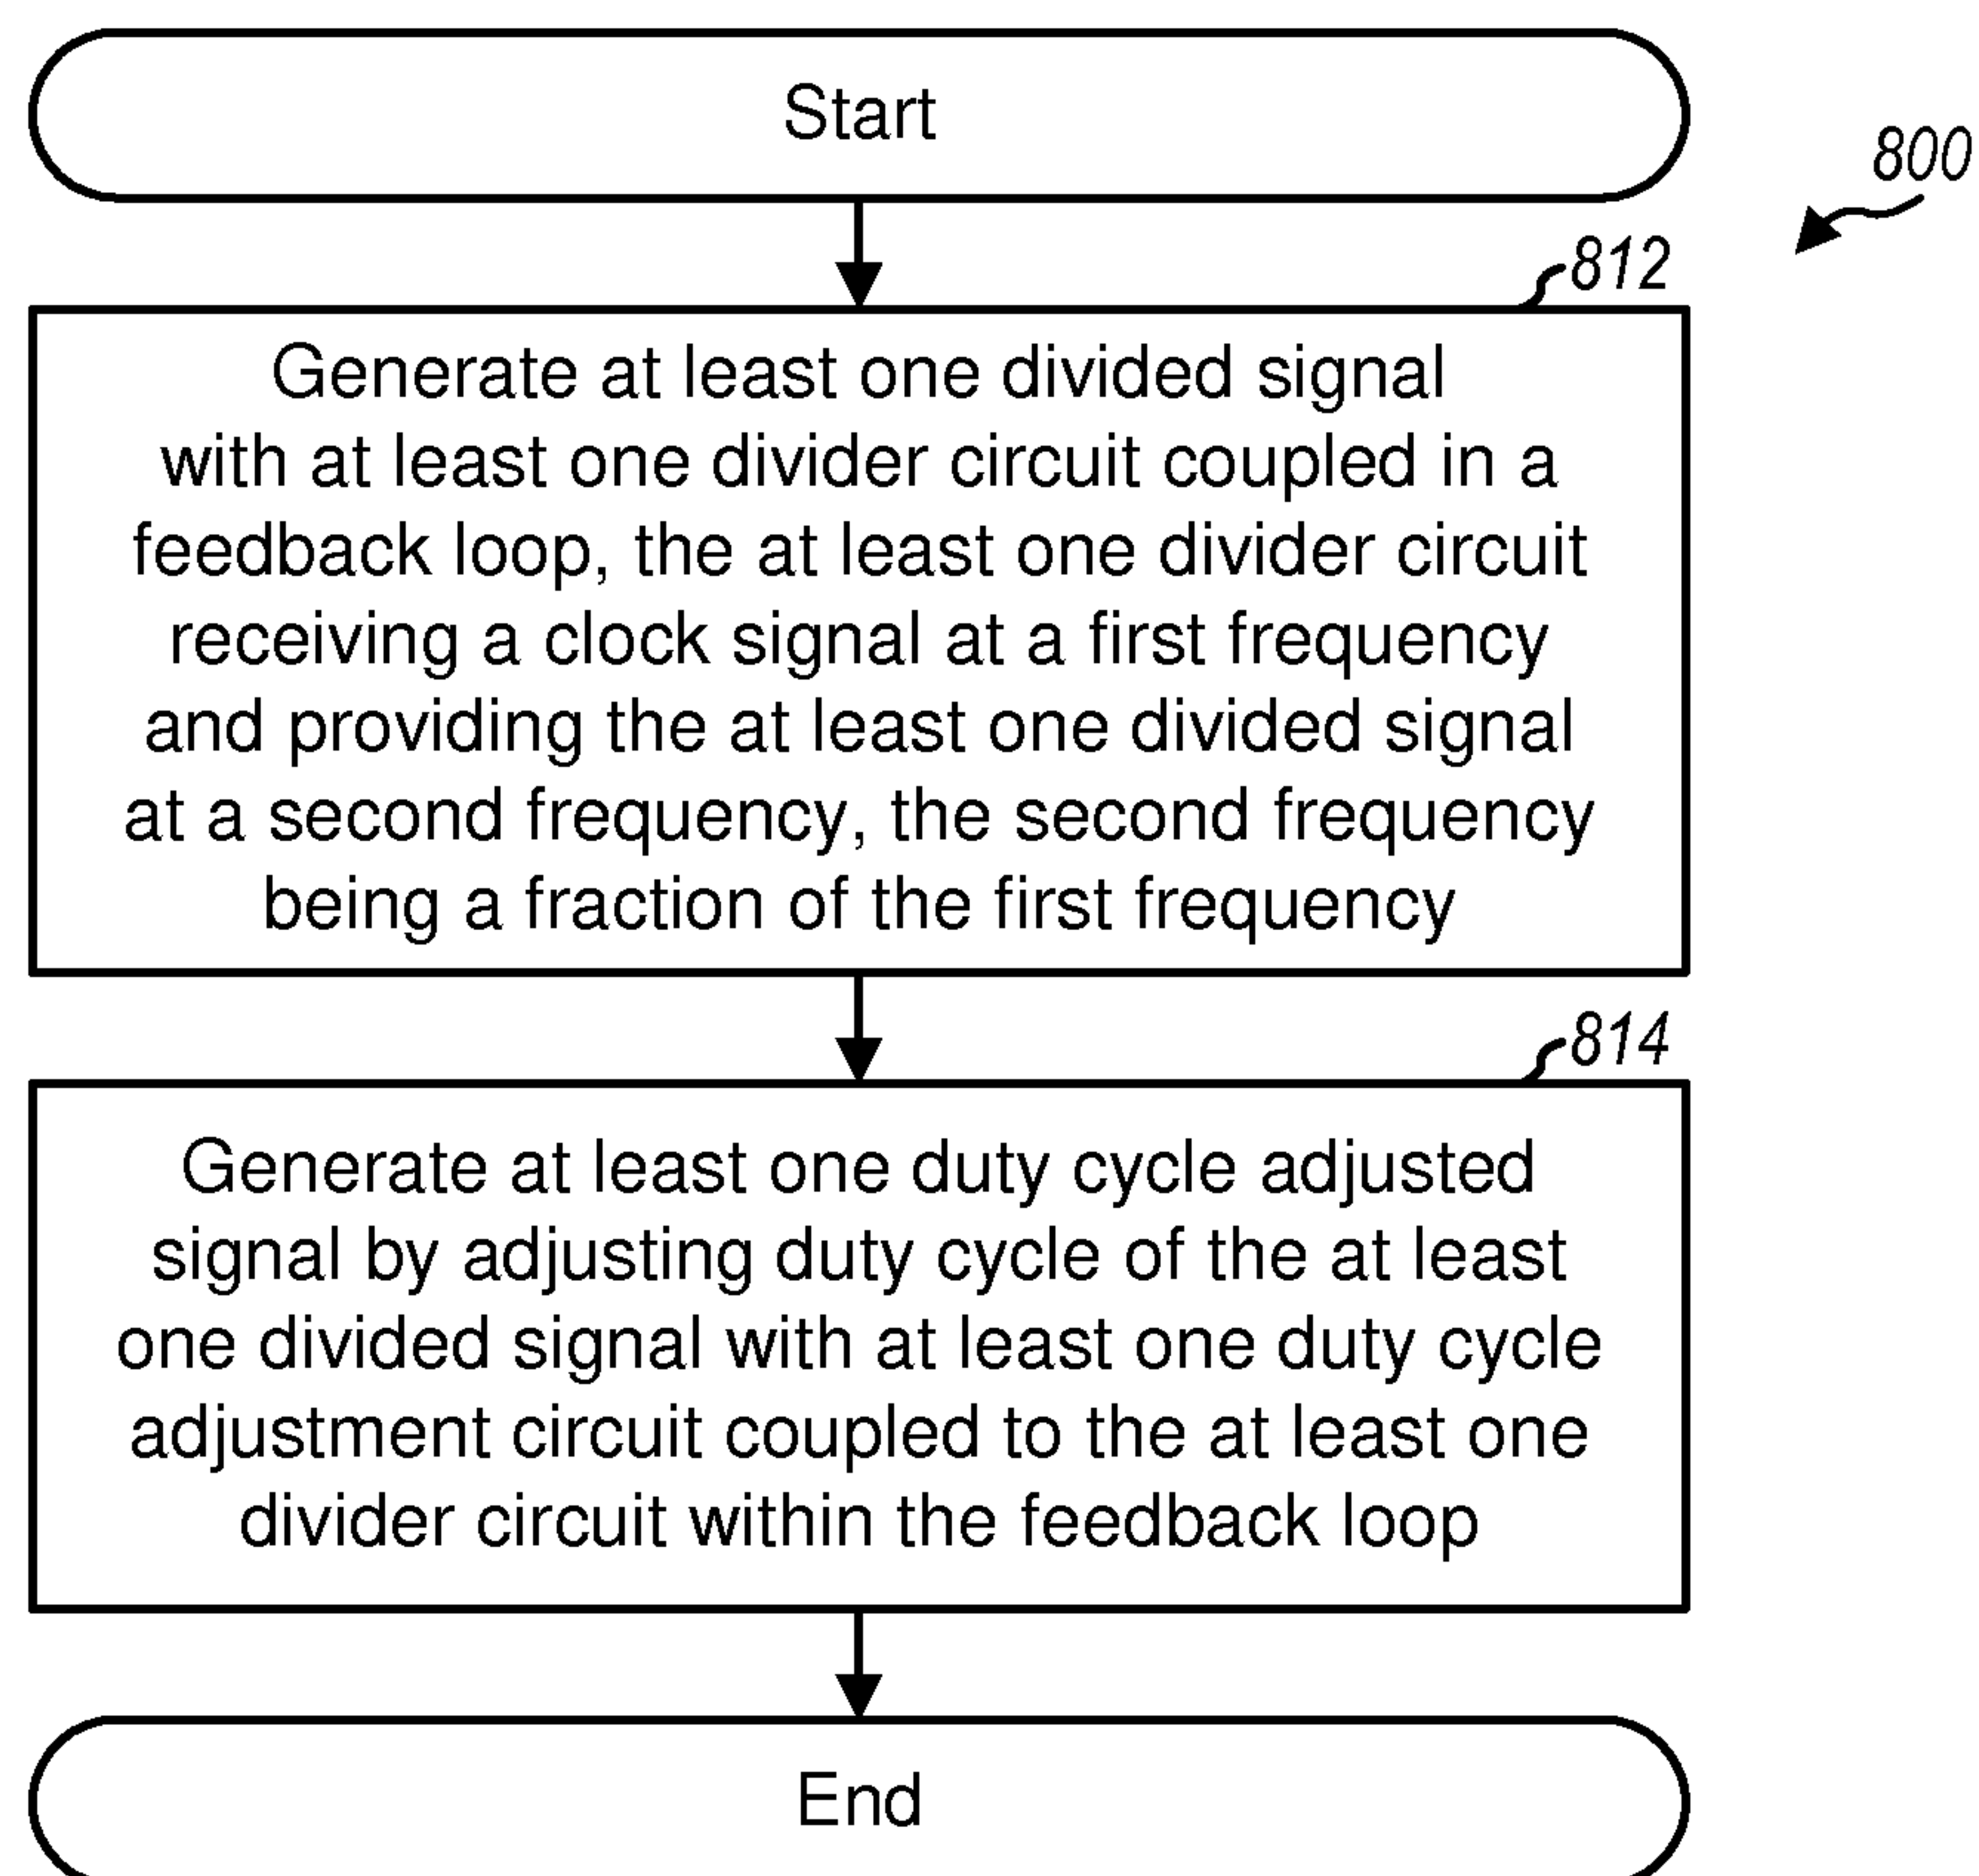 Start
800
812
Generate at least one divided signal
with at least one divider circuit coupled in a
feedback loop, the at least one divider circuit
receiving a clock signal at a first frequency
and providing the at least one divided signal
at a second frequency, the second frequency
being a fraction of the first frequency
814
Generate at least one duty cycle adjusted
signal by adjusting duty cycle of the at least
one divided signal with at least one duty cycle
adjustment circuit coupled to the at least one
divider circuit within the feedback loop
End